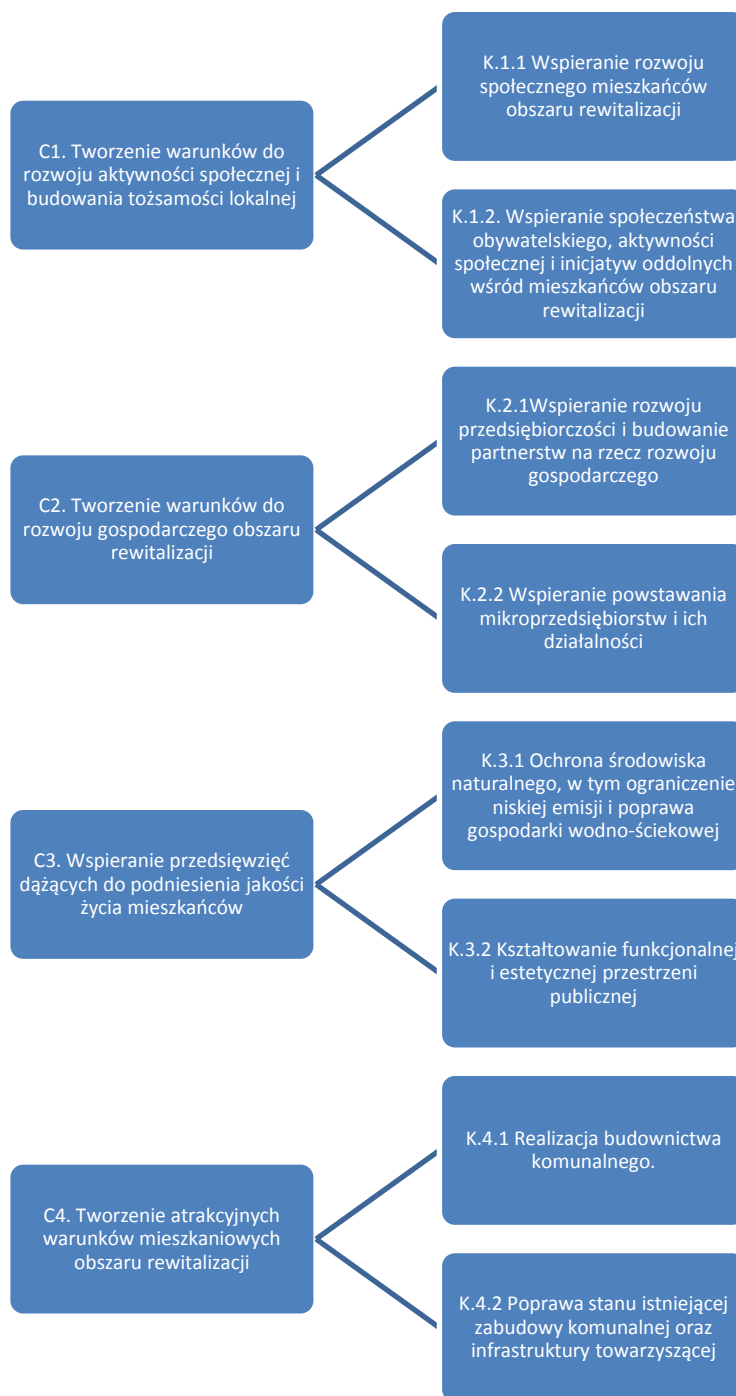 C1. Tworzenie warunków do
rozwoju aktywności społecznej i
budowania tożsamości lokalnej
K.1.1 Wspieranie rozwoju
społecznego mieszkańców
obszaru rewitalizacji
K.1.2. Wspieranie społeczeństwa
obywatelskiego, aktywności
społecznej i inicjatyw oddolnych
wśród mieszkańców obszaru
rewitalizacji
C2. Tworzenie warunków do
rozwoju gospodarczego obszaru
rewitalizacji
K.2.1Wspieranie rozwoju
przedsiębiorczości i budowanie
partnerstw na rzecz rozwoju
gospodarczego
K.2.2 Wspieranie powstawania
mikroprzedsiębiorstw i ich
działalności
C3. Wspieranie przedsięwzięć
dążących do podniesienia jakości
życia mieszkańców
K.3.1 Ochrona środowiska
naturalnego, w tym ograniczenie
niskiej emisji i poprawa
gospodarki wodno-ściekowej
K.3.2 Kształtowanie funkcjonalnej
i estetycznej przestrzeni
publicznej
C4. Tworzenie atrakcyjnych
warunków mieszkaniowych
obszaru rewitalizacji
K.4.1 Realizacja budownictwa
komunalnego.
K.4.2 Poprawa stanu istniejącej
zabudowy komunalnej oraz
infrastruktury towarzyszącej